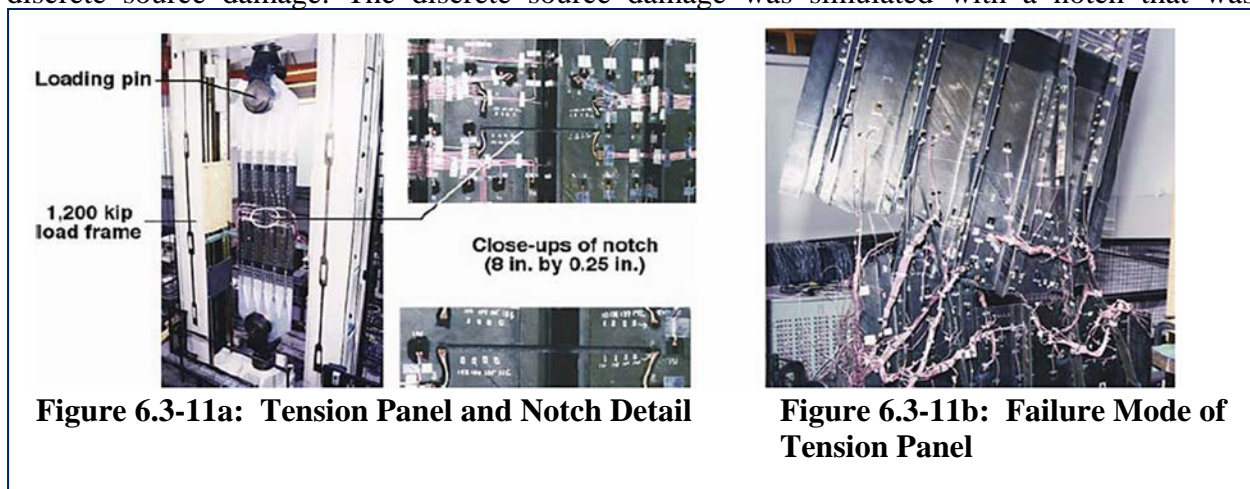 discrete source damage. The discrete source damage was simulated with a notch that was
Loading pin
1,200 kip
load frame
Close-ups of notch
(8 in. by 0.25 in.)
Figure 6.3-11a: Tension Panel and Notch Detail
Figure 6.3-11b: Failure Mode of
Tension Panel